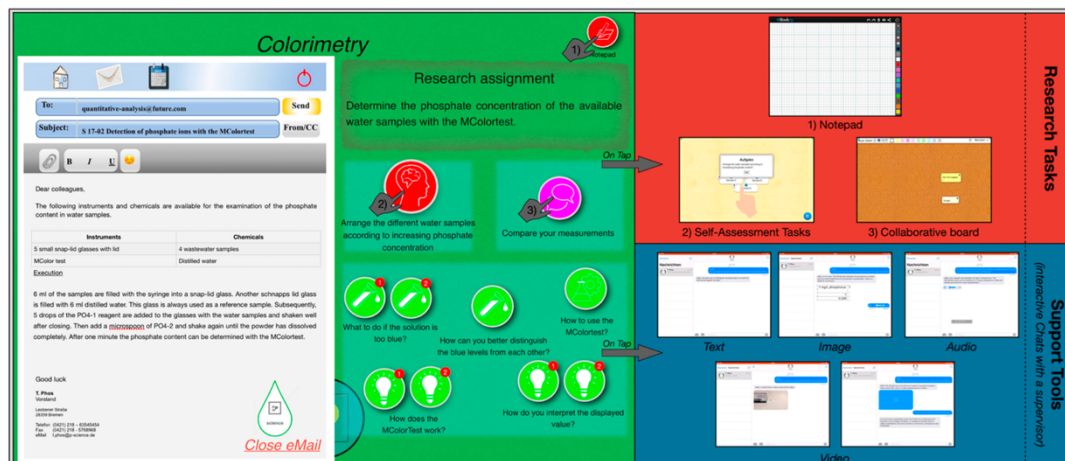 Colorimetry
To:
quantitative-analysis@future.com
Send
Subject:
S 17-02 Detection of phosphate ions with the MColortest
From/CC
B I U
Dear colleagues,
The following instruments and chemicals are available for the examination of the phosphate
content in water samples.
Instruments Chemicals
5 small snap-lid glasses with lid 4 wastewater samples
MColor test Distilled water
Execution
6 ml of the samples are filled with the syringe into a snap-lid glass. Another schnapps lid glass
is filled with 6 ml distilled water. This glass is always used as a reference sample. Subsequently,
5 drops of the PO4-1 reagent are added to the glasses with the water samples and shaken well
after closing. Then add a microspoon of PO4-2 and shake again until the powder has dissolved
completely. After one minute the phosphate content can be determined with the MColortest.
Good luck
T. Phos
Vorstand
28359 Bremen
science
Close eMail
1)
Notepad
Research assignment
Determine the phosphate concentration of the available
water samples with the MColortest.
2)
Arrange the different water samples
according to increasing phosphate
concentration
3)
Compare your measurements
On Tap
1
2
What to do if the solution is
too blue?
How can you better distinguish
the blue levels from each other?
How to use the
MColortest?
On Tap
1
2
How does the
MColorTest work?
1
2
How do you interpret the displayed
value?
1) Notepad
Aufgabe
2) Self-Assessment Tasks
3) Collaborative board
Research Tasks
Text
Image
Audio
Video
Support Tools
(interactive Chats with a supervisor)